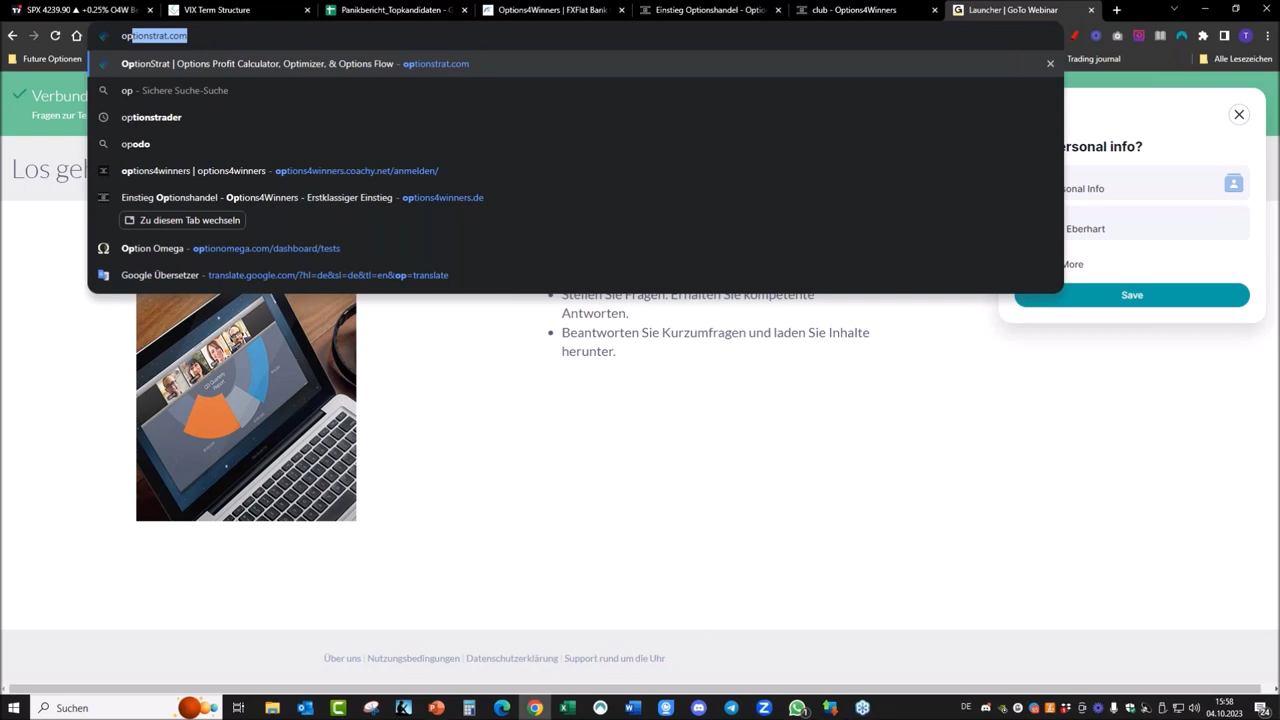 SPX 4239.90 ▲ +0.25% O4W B
VIX Term Structure
Panikbericht_Topkandidaten - G
Options4Winners | FXFlat Bank
Einstieg Optionshandel - Option
club - Options4Winners
Launcher | GoTo Webinar
optionstrat.com
Future Optionen
Trading journal
Alle Lesezeichen
OptionStrat | Options Profit Calculator, Optimizer, & Options Flow - optionstrat.com
op - Sichere Suche-Suche
optionstrader
opodo
options4winners | options4winners - options4winners.coachy.net/anmelden/
Einstieg Optionshandel - Options4Winners - Erstklassiger Einstieg - options4winners.de
Zu diesem Tab wechseln
Option Omega - optionomega.com/dashboard/tests
Google Übersetzer - translate.google.com/?hl=de&sl=de&tl=en&op=translate
Verbund
Fragen zur Te
Los geh
ersonal info?
onal Info
Eberhart
More
Save
Stellen Sie Fragen. Erhalten Sie kompetente
Antworten.
Beantworten Sie Kurzumfragen und laden Sie Inhalte
herunter.
Über uns | Nutzungsbedingungen | Datenschutzerklärung | Support rund um die Uhr
Suchen
DE
15:58
04.10.2023
24